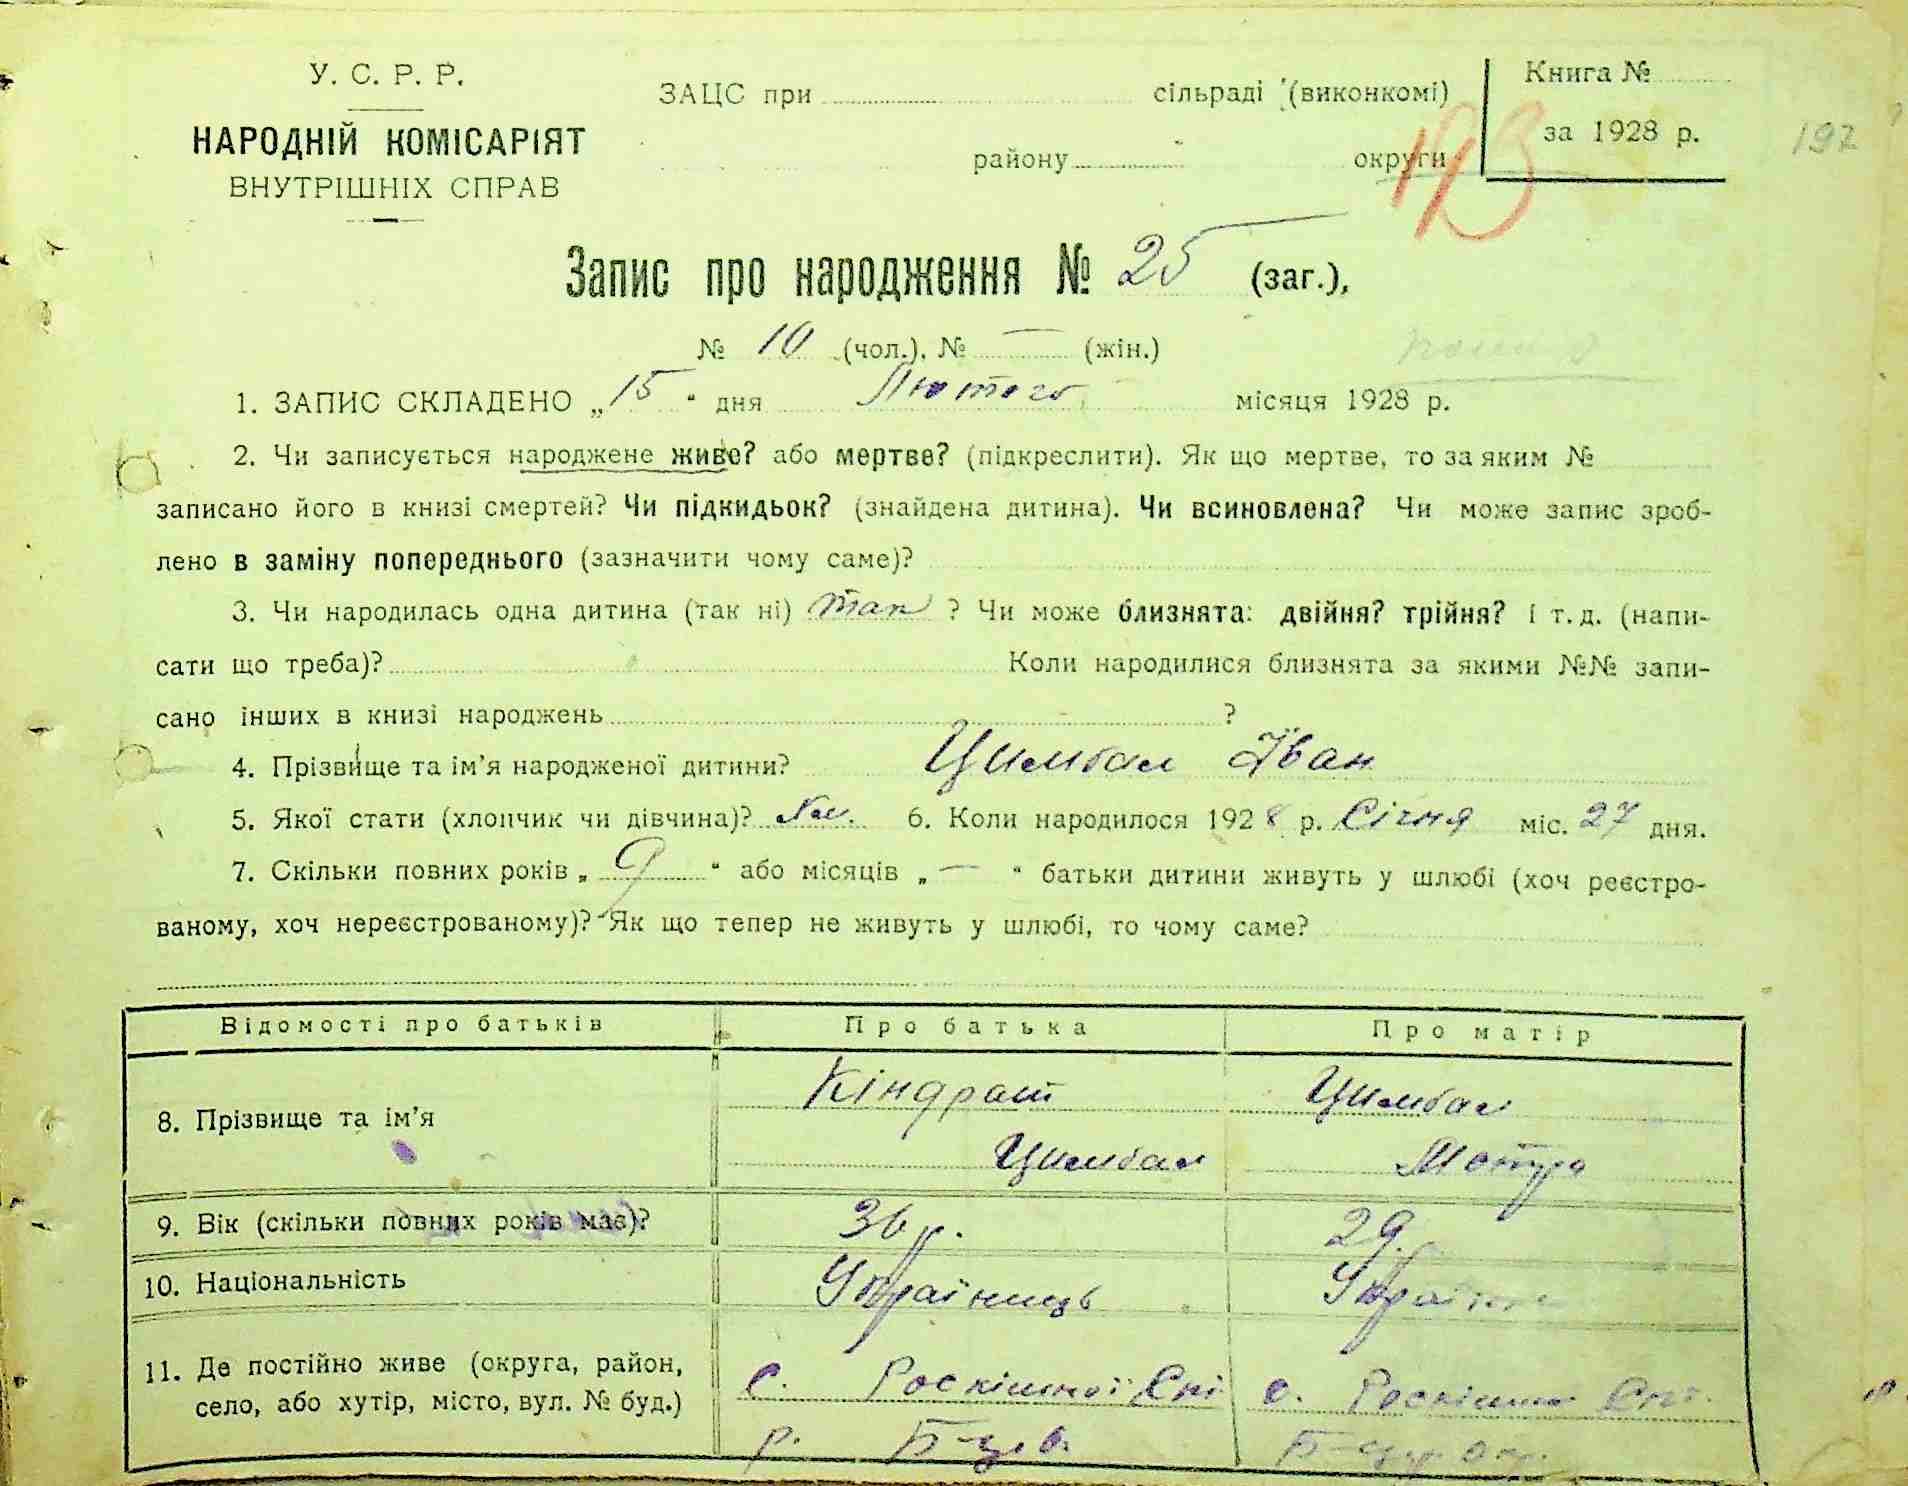 У. С. Р. Р.
НАРОДНІЙ КОМІСАРІЯТ
ВНУТРІШНІХ СПРАВ
ЗАЦС при сільраді (виконкомі)
району округи
Книга №
за 1928 р.
193
197
Запис про народження № 25 (заг.),
№ 10 (чол.), № — (жін.)
1. ЗАПИС СКЛАДЕНО „15" дня Лютого місяця 1928 р.
2. Чи записується народжене живе? або мертве? (підкреслити). Як що мертве, то за яким №
записано його в книзі смертей? Чи підкидьок? (знайдена дитина). Чи всиновлена? Чи може запис зроб-
лено в заміну попереднього (зазначити чому саме)?
3. Чи народилась одна дитина (так ні) так ? Чи може близнята: двійня? трійня? і т. д. (напи-
сати що треба)? Коли народилися близнята за якими №№ запи-
сано інших в книзі народжень ?
4. Прізвище та ім'я народженої дитини? Цимбал Іван
5. Якої стати (хлопчик чи дівчина)? 6. Коли народилося 1928 р. Січня міс. 27 дня.
7. Скільки повних років „ 9 " або місяців „ — " батьки дитини живуть у шлюбі (хоч реєстро-
ваному, хоч нереєстрованому)? Як що тепер не живуть у шлюбі, то чому саме?
Відомості про батьків Про батька Про матір
8. Прізвище та ім'я
Кіндрат
Цимбал
Цимбал
Мотря
9. Вік (скільки повних років має)? 36 р. 29
10. Національність Українець Українка
11. Де постійно живе (округа, район,
село, або хутір, місто, вул. № буд.)
с.
р. Б-цер.
с.
Б-цер. окр.